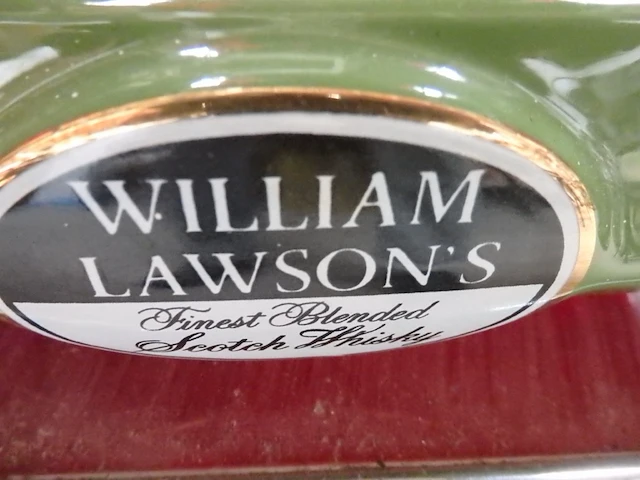 WILLIAM
LAWSON'S
Finest Blended
Scotch Whisky